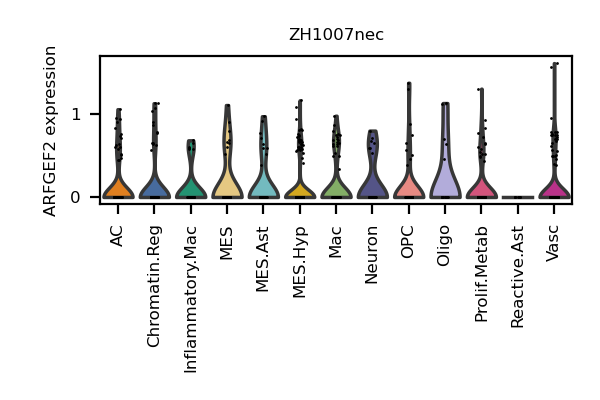 ZH1007nec
ARFGEF2 expression
1
0
AC
Chromatin.Reg
Inflammatory.Mac
MES
MES.Ast
MES.Hyp
Mac
Neuron
OPC
Oligo
Prolif.Metab
Reactive.Ast
Vasc